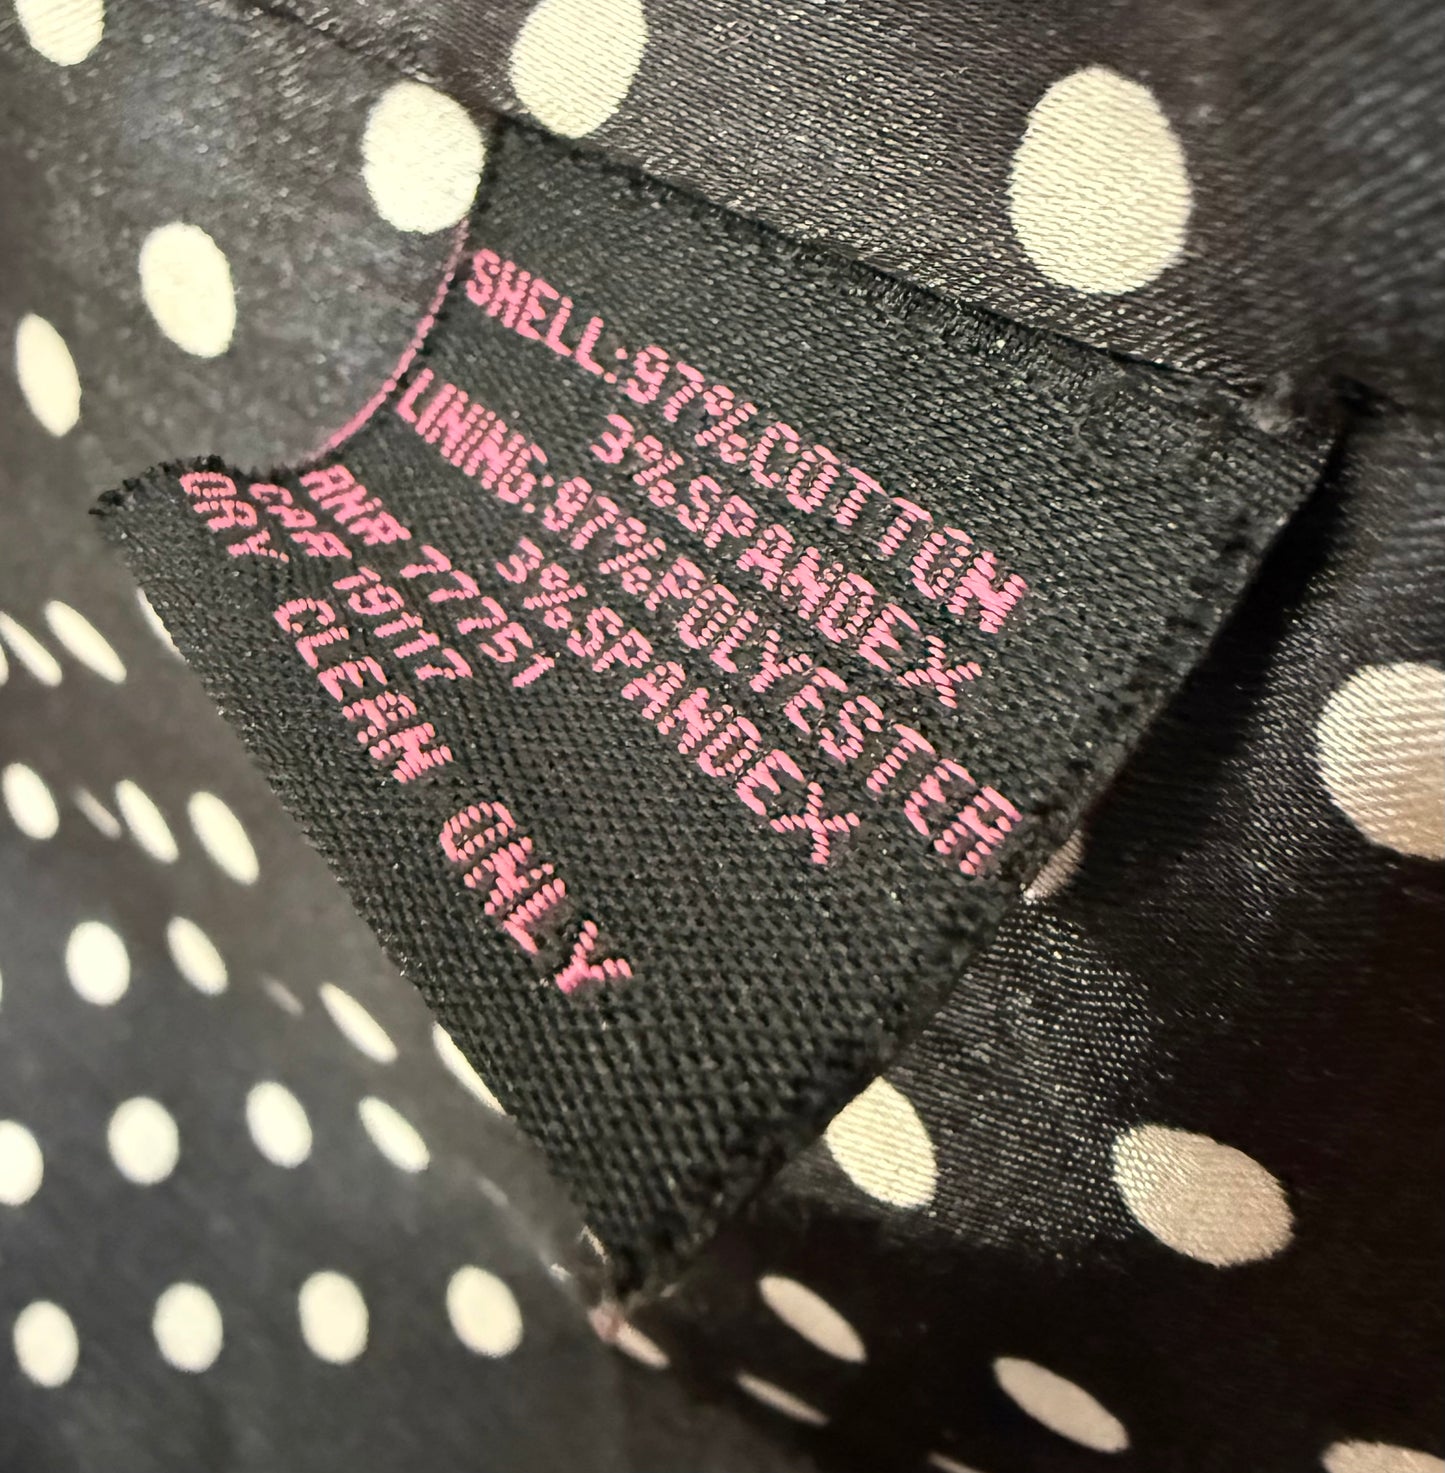 SHELL:97%COTTON
3%SPANDEX
LINING:97%POLYESTER
3%SPANDEX
RN# 77751
CA# 19117
DRY CLEAN ONLY